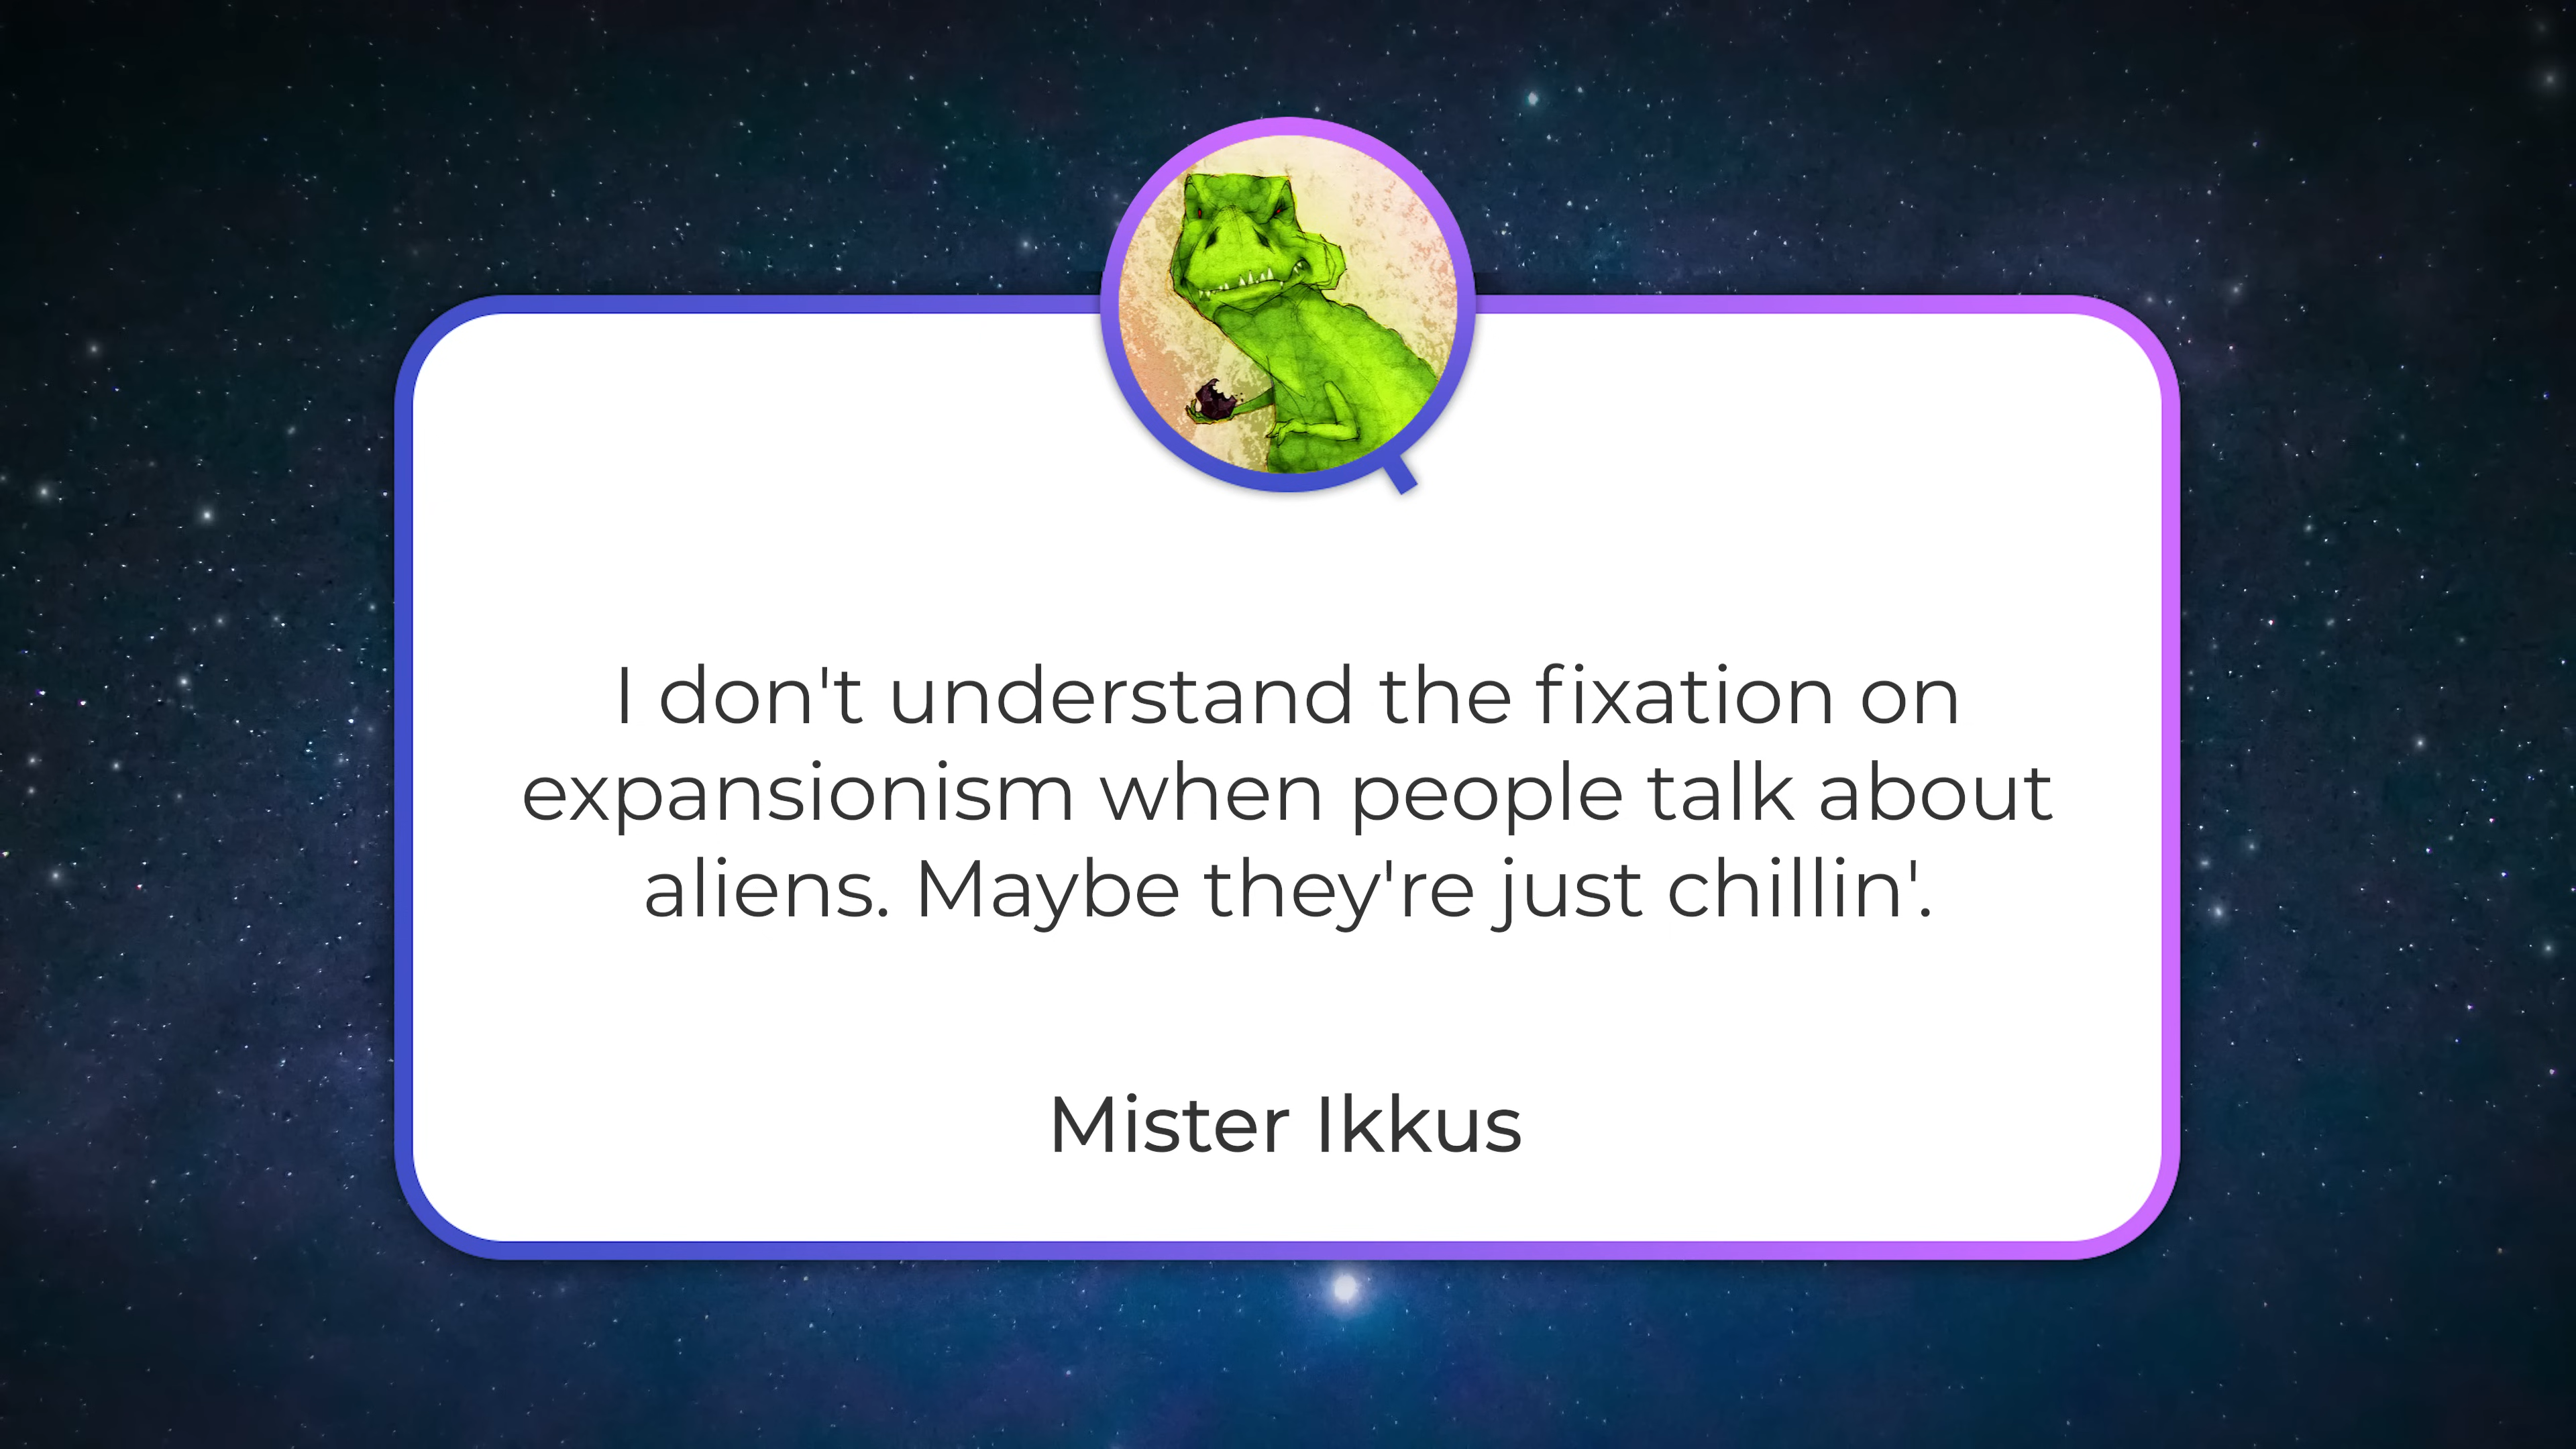 I don't understand the fixation on
expansionism when people talk about
aliens. Maybe they're just chillin'.
Mister Ikkus